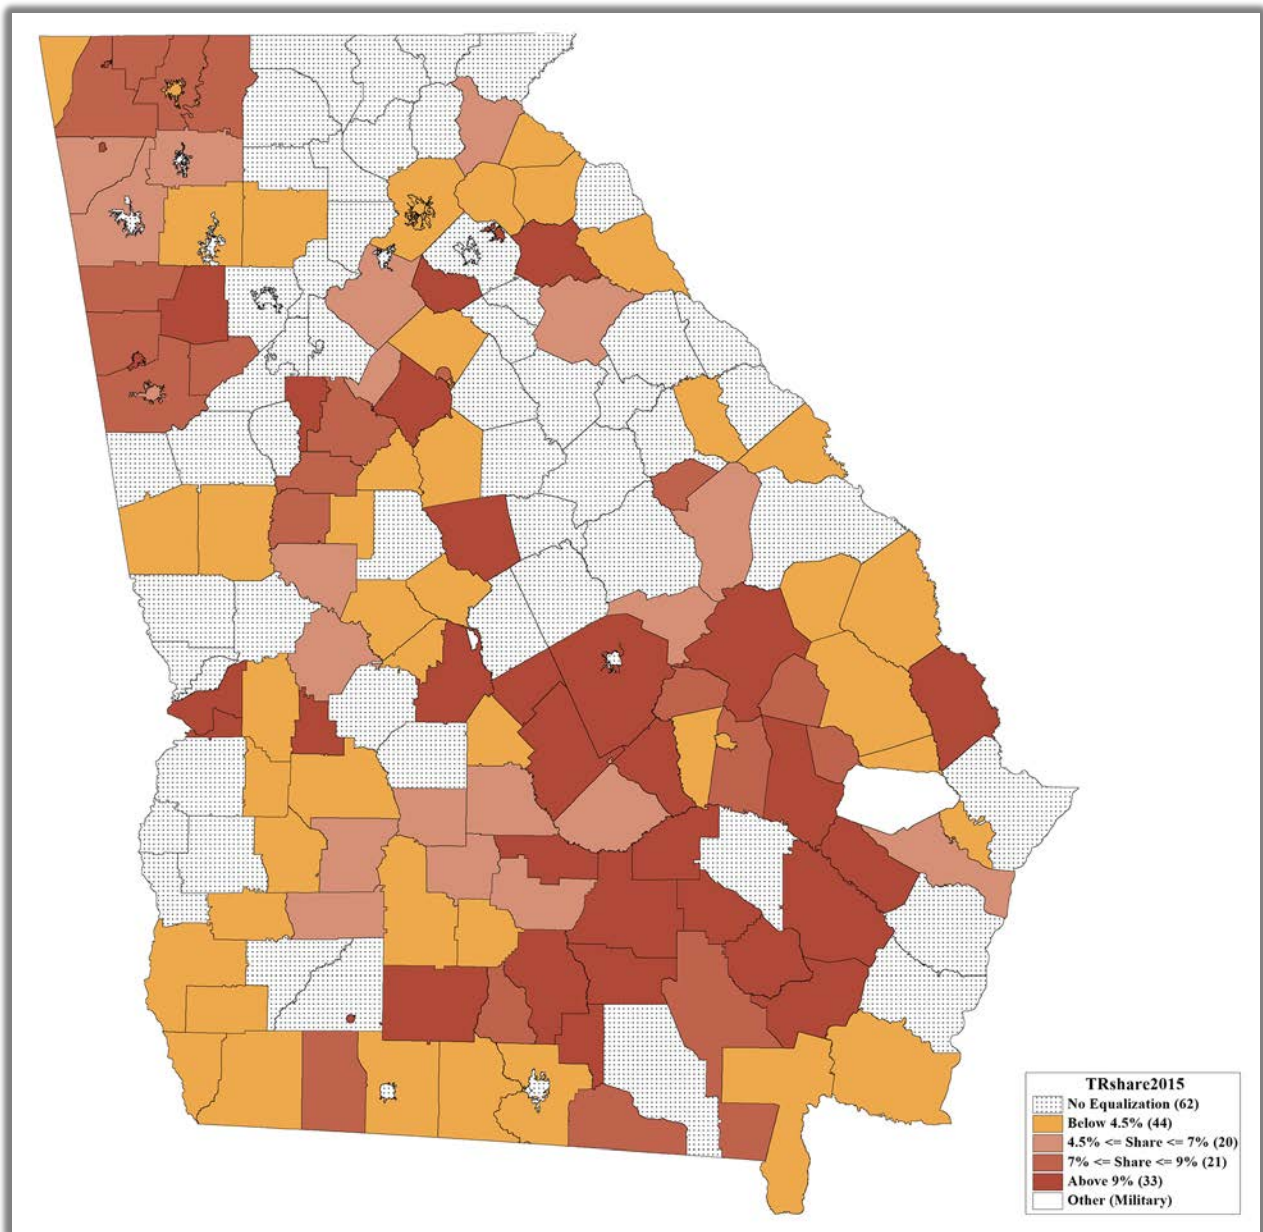 TRshare2015
No Equalization (62)
Below 4.5% (44)
4.5% <= Share <= 7% (20)
7% <= Share <= 9% (21)
Above 9% (33)
Other (Military)